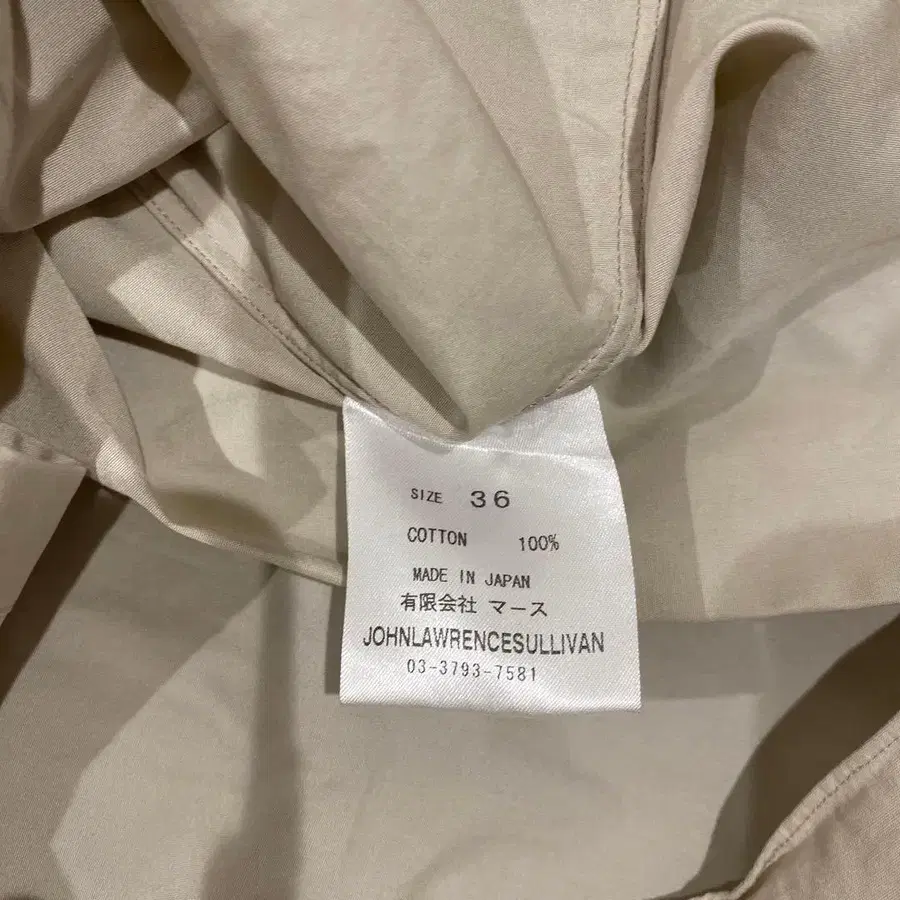 SIZE 36
COTTON 100%
MADE IN JAPAN
有限会社 マース
JOHNLAWRENCESULLIVAN
03-3793-7581